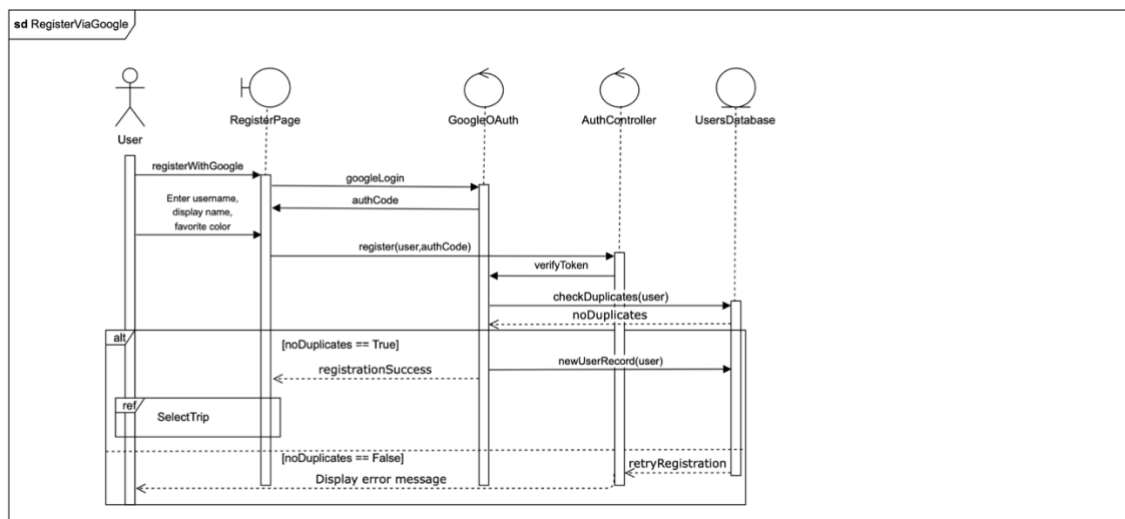 sd RegisterViaGoogle
User
RegisterPage
GoogleOAuth
AuthController
UsersDatabase
registerWithGoogle
googleLogin
authCode
Enter username,
display name,
favorite color
register(user,authCode)
verifyToken
checkDuplicates(user)
noDuplicates
alt
[noDuplicates == True]
newUserRecord(user)
registrationSuccess
ref
SelectTrip
[noDuplicates == False]
retryRegistration
Display error message